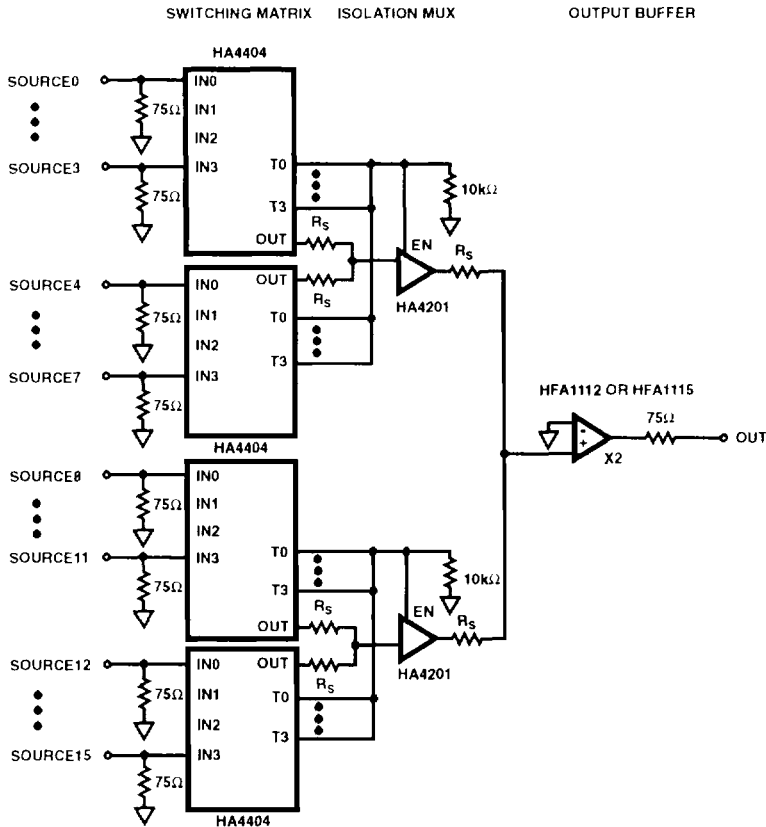 SWITCHING MATRIX ISOLATION MUX OUTPUT BUFFER
HA4404
SOURCE0
IN0
75Ω
IN1
IN2
SOURCE3
IN3
T0
75Ω
10kΩ
T3
RS
OUT
EN
RS
OUT
RS
HA4201
SOURCE4
IN0
75Ω
IN1
T0
IN2
T3
SOURCE7
IN3
75Ω
HFA1112 OR HFA1115
75Ω
-
+
X2
OUT
HA4404
SOURCE8
IN0
75Ω
IN1
IN2
SOURCE11
IN3
T0
75Ω
10kΩ
T3
RS
OUT
EN
RS
OUT
RS
HA4201
SOURCE12
IN0
75Ω
IN1
T0
IN2
T3
SOURCE15
IN3
75Ω
HA4404